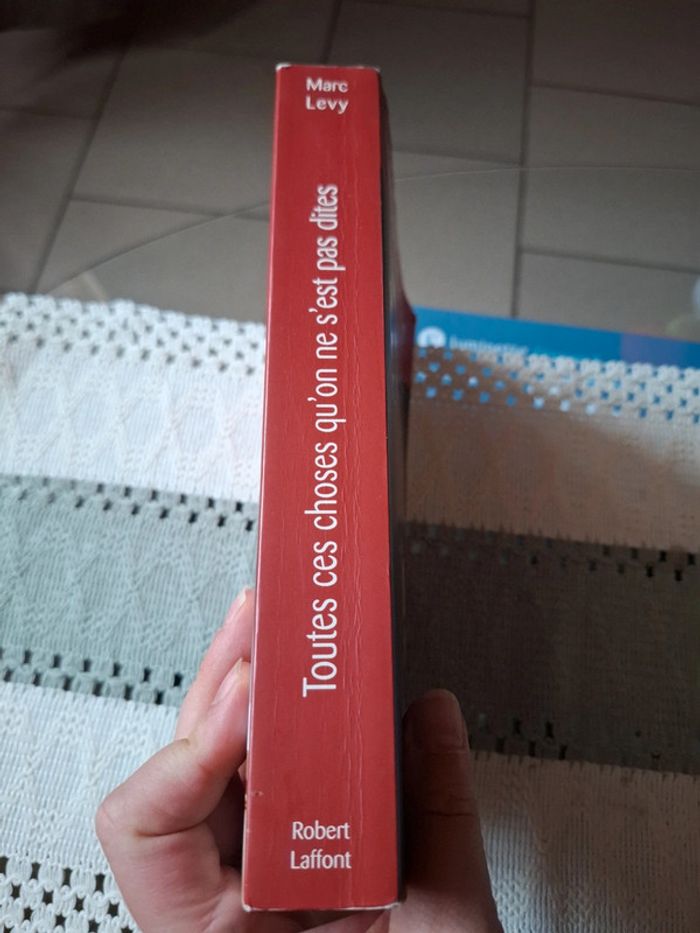 Marc
Levy
Toutes ces choses qu'on ne s'est pas dites
Robert
Laffont